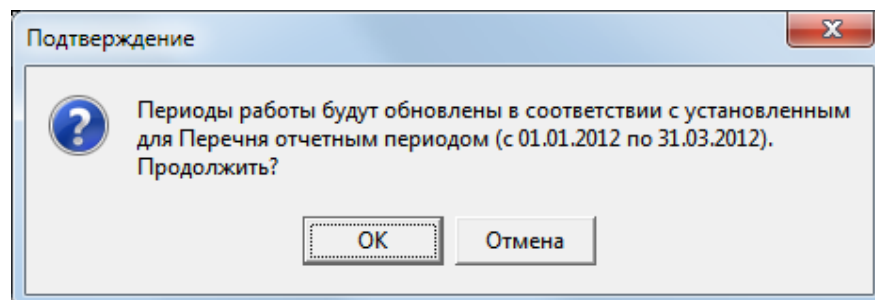 Подтверждение
Периоды работы будут обновлены в соответствии с установленным
для Перечня отчетным периодом (с 01.01.2012 по 31.03.2012).
Продолжить?
ОК
Отмена